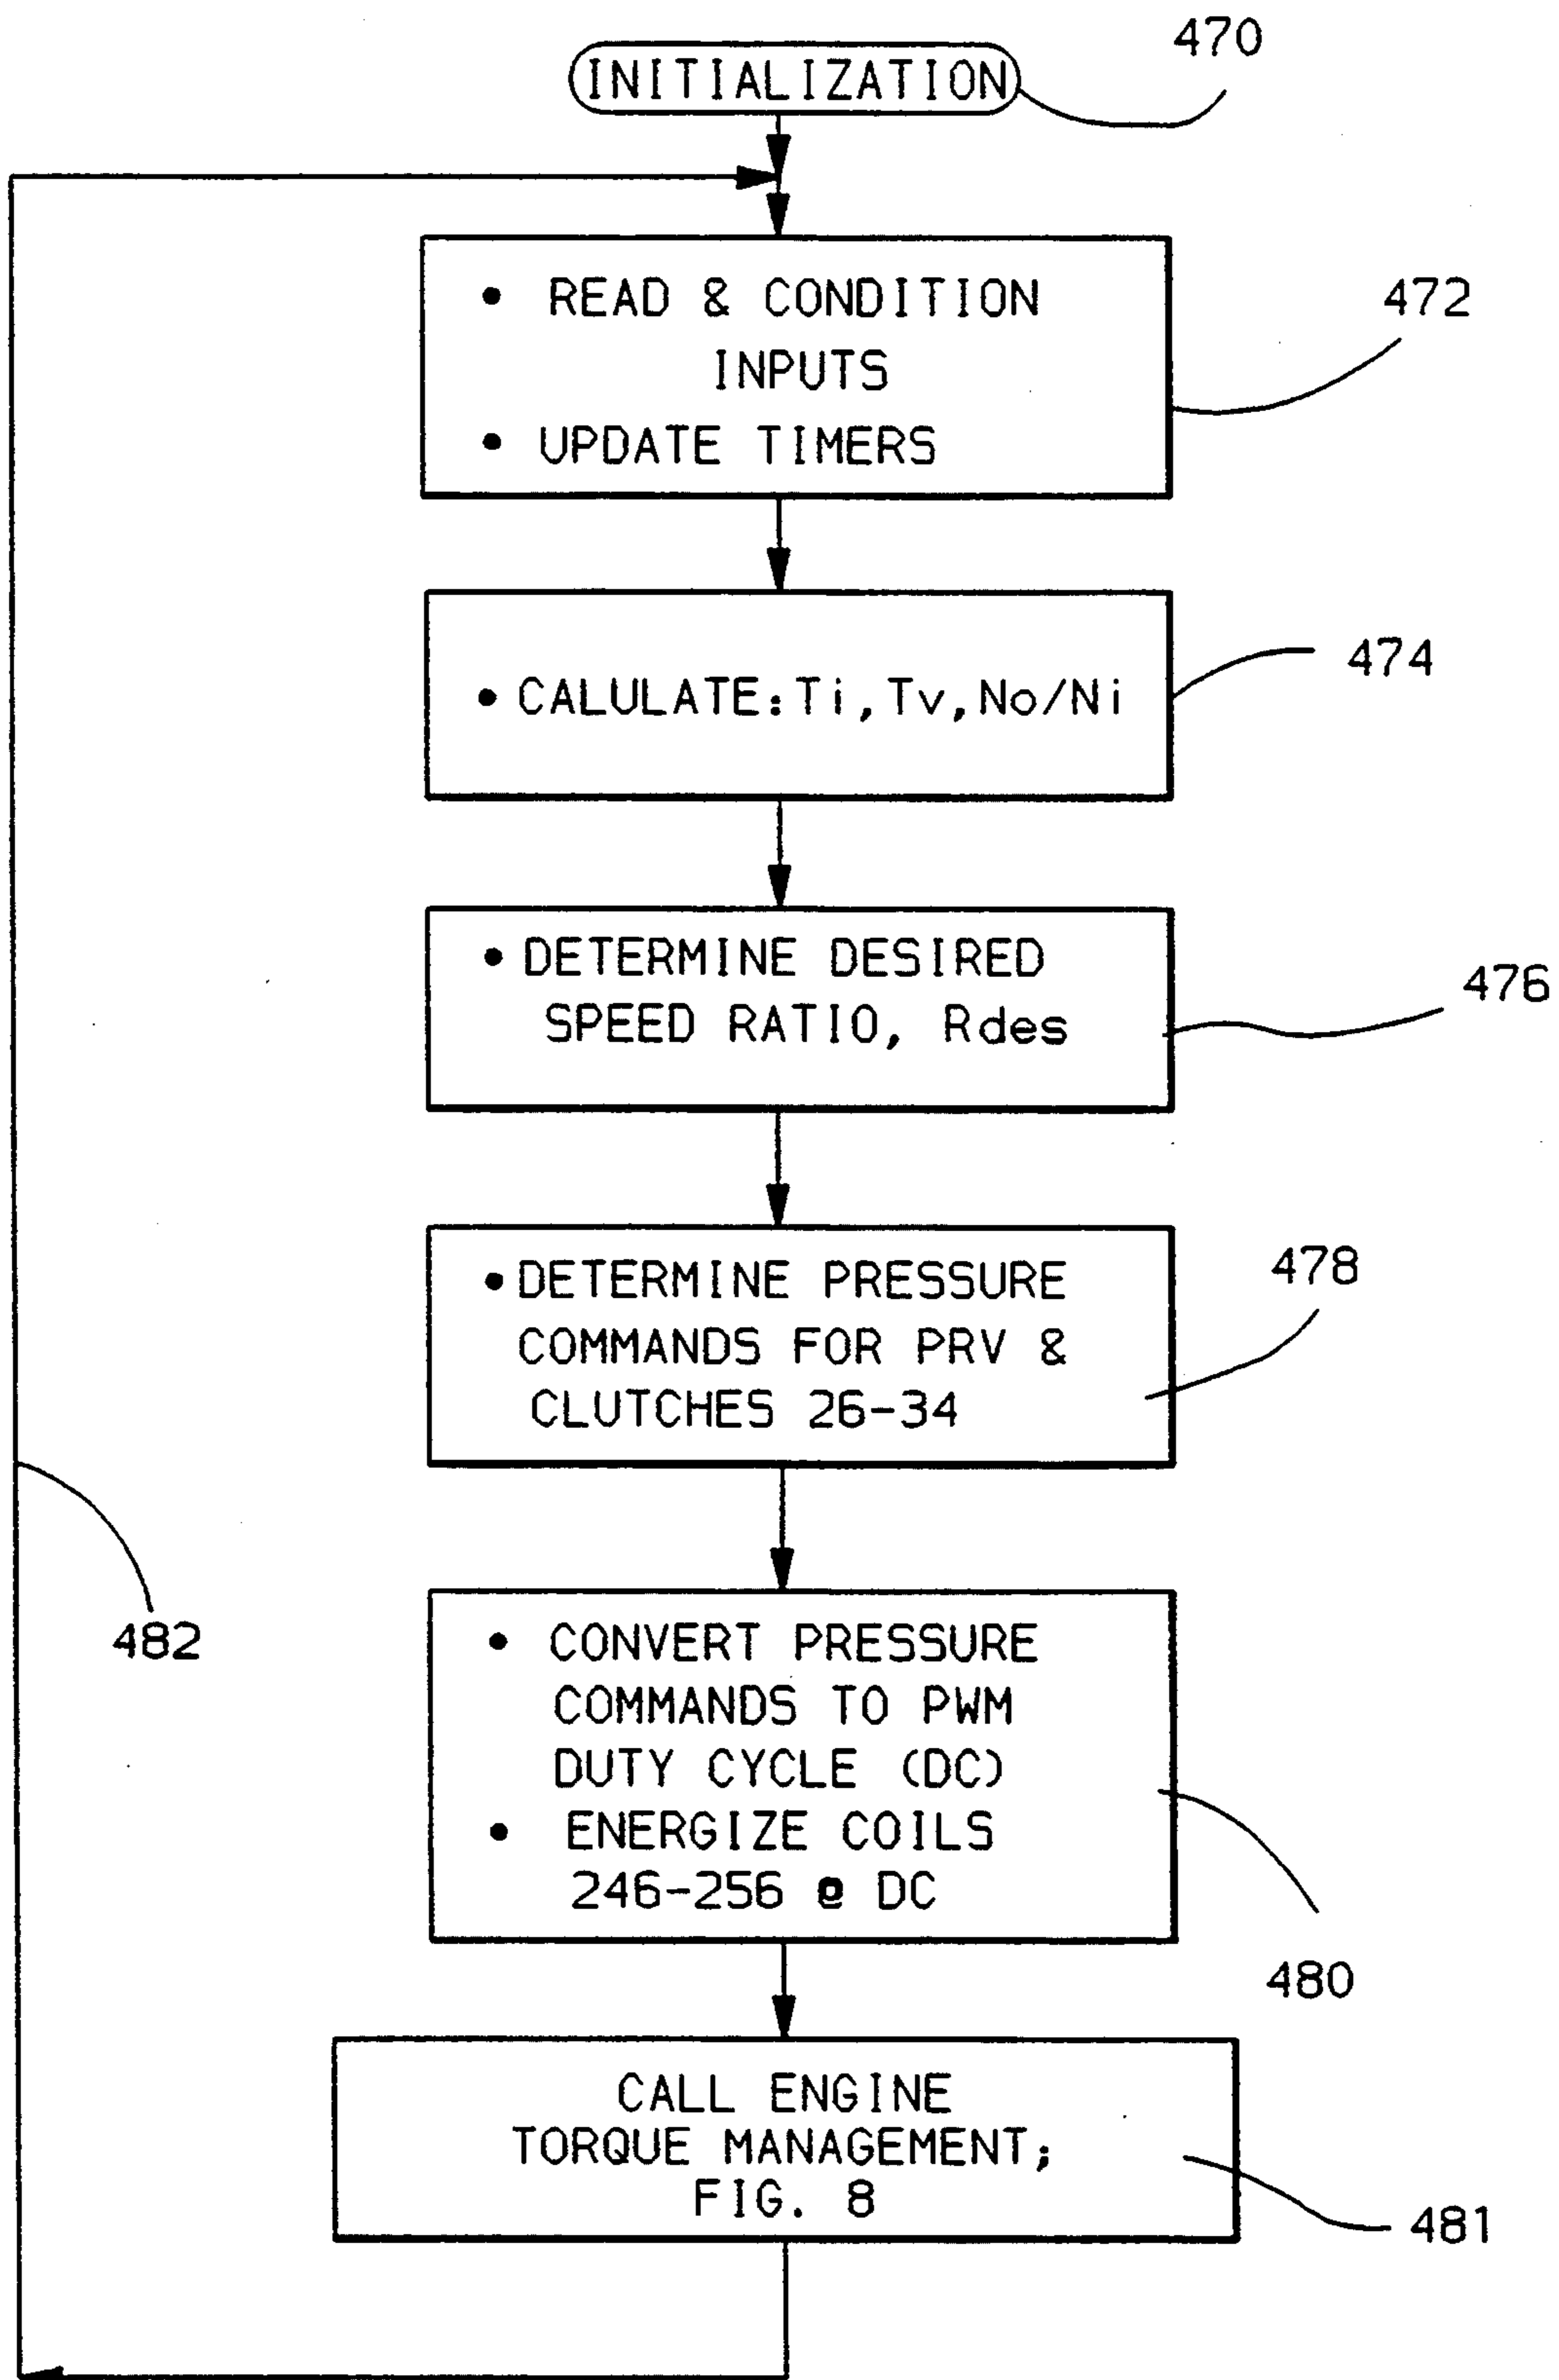 470
INITIALIZATION
• READ & CONDITION
INPUTS
• UPDATE TIMERS
472
• CALULATE: Ti, Tv, No/Ni
474
• DETERMINE DESIRED
SPEED RATIO, Rdes
476
• DETERMINE PRESSURE
COMMANDS FOR PRV &
CLUTCHES 26-34
478
• CONVERT PRESSURE
COMMANDS TO PWM
DUTY CYCLE (DC)
• ENERGIZE COILS
246-256 @ DC
482
480
CALL ENGINE
TORQUE MANAGEMENT;
FIG. 8
481